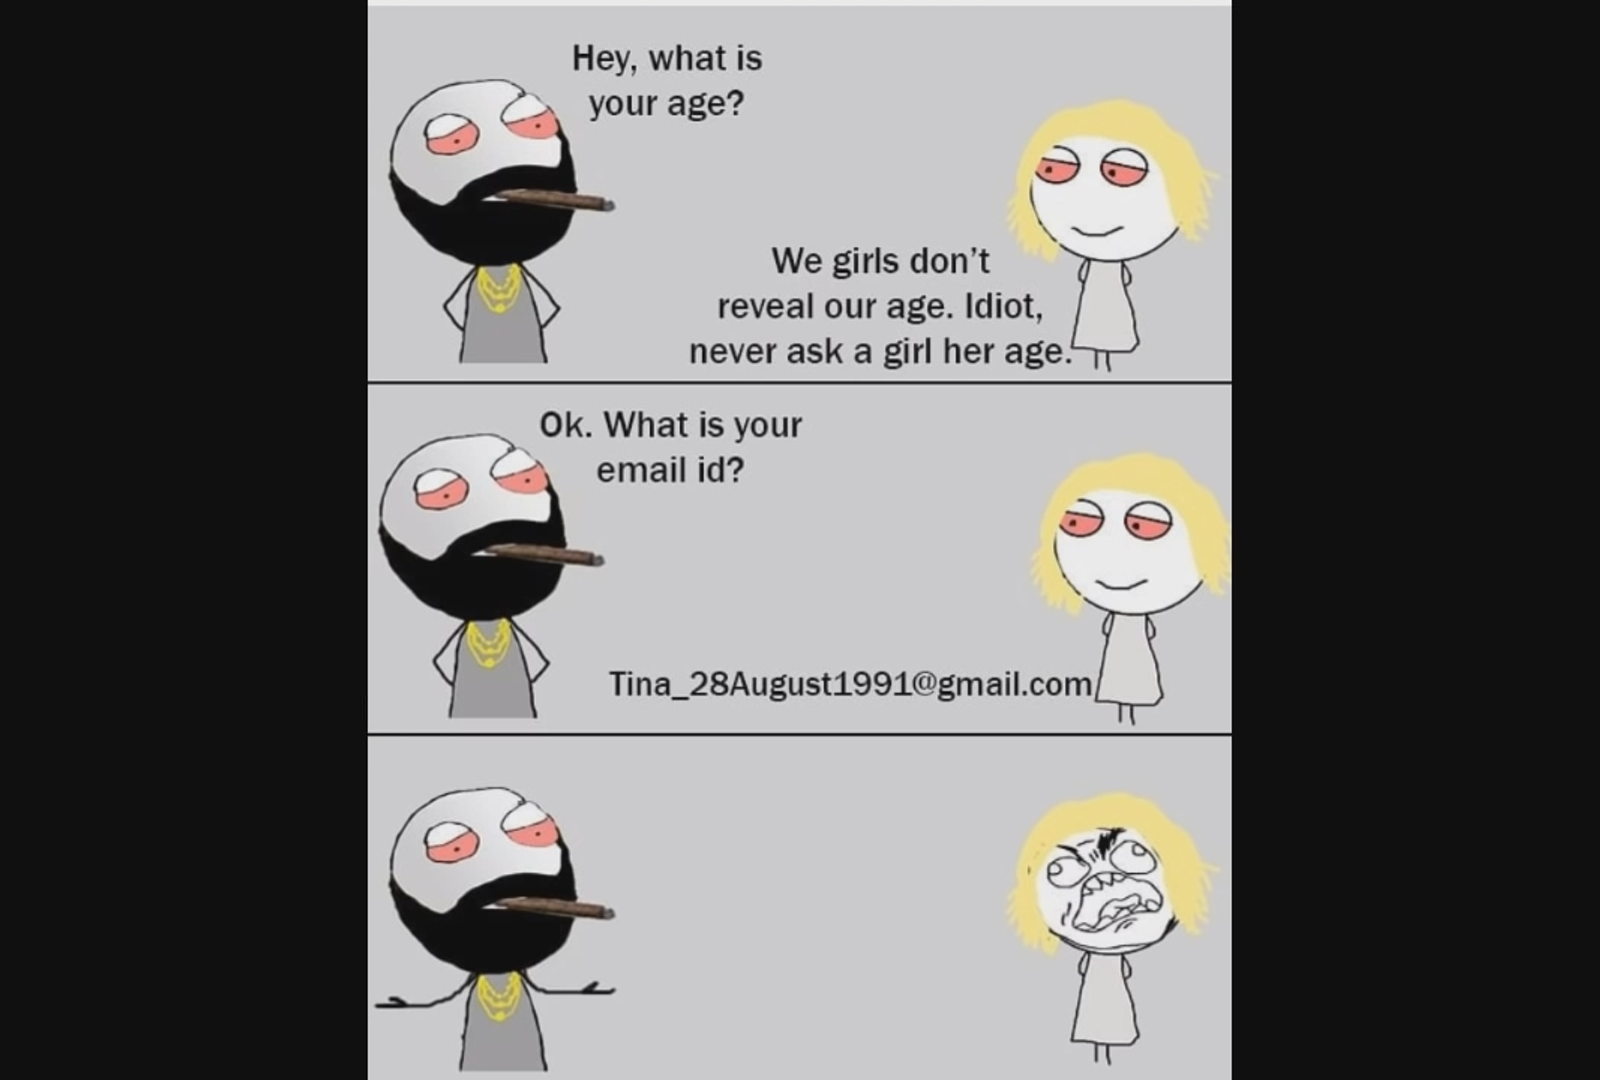 Hey, what is
your age?
We girls don’t
reveal our age. Idiot,
never ask a girl her age.
Ok. What is your
email id?
Tina_28August1991@gmail.com